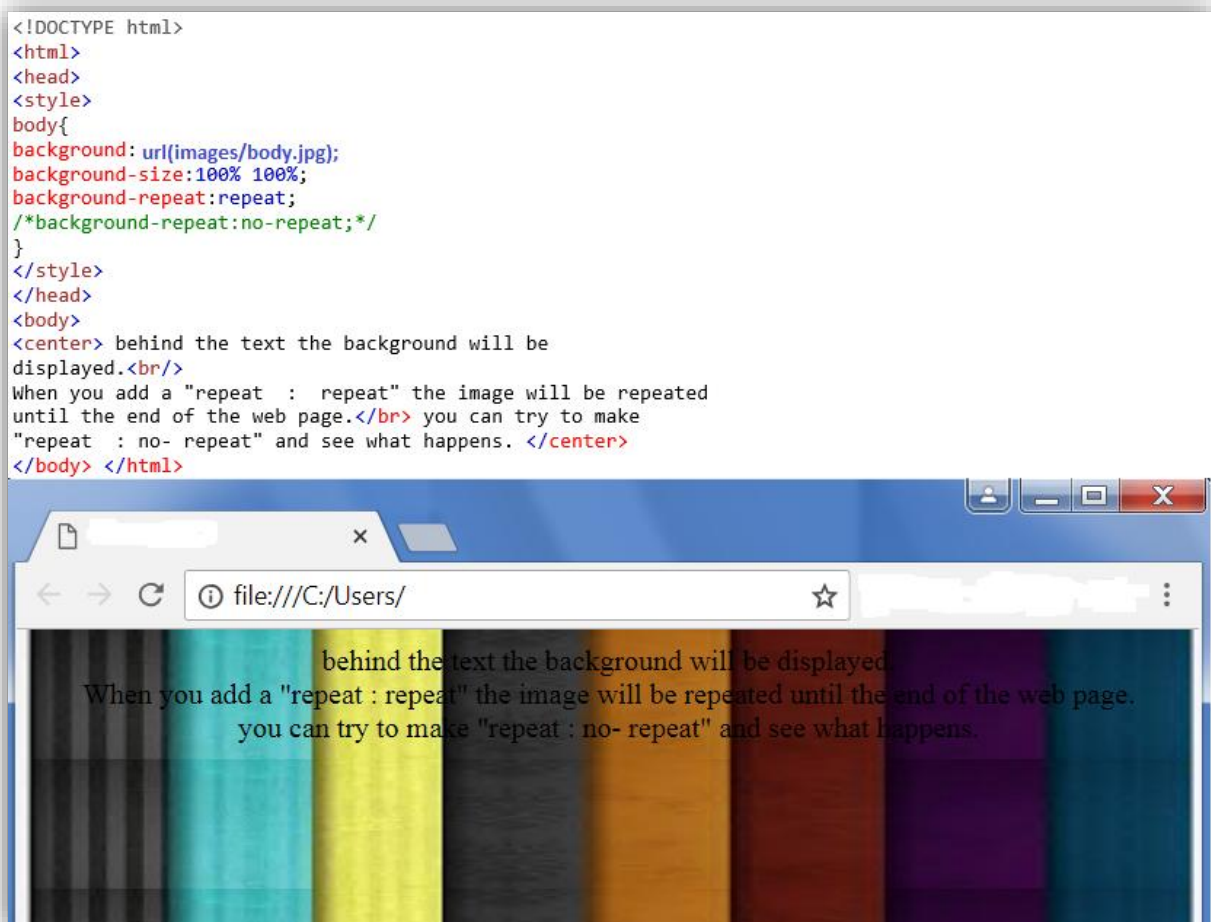 <!DOCTYPE html>
<html>
<head>
<style>
body{
background: url(images/body.jpg);
background-size:100% 100%;
background-repeat:repeat;
/*background-repeat:no-repeat;*/
}
</style>
</head>
<body>
<center> behind the text the background will be
displayed.<br/>
When you add a "repeat  :  repeat" the image will be repeated
until the end of the web page.</br> you can try to make
"repeat  : no- repeat" and see what happens. </center>
</body> </html>
file:///C:/Users/
behind the text the background will be displayed.
When you add a "repeat : repeat" the image will be repeated until the end of the web page.
you can try to make "repeat : no- repeat" and see what happens.